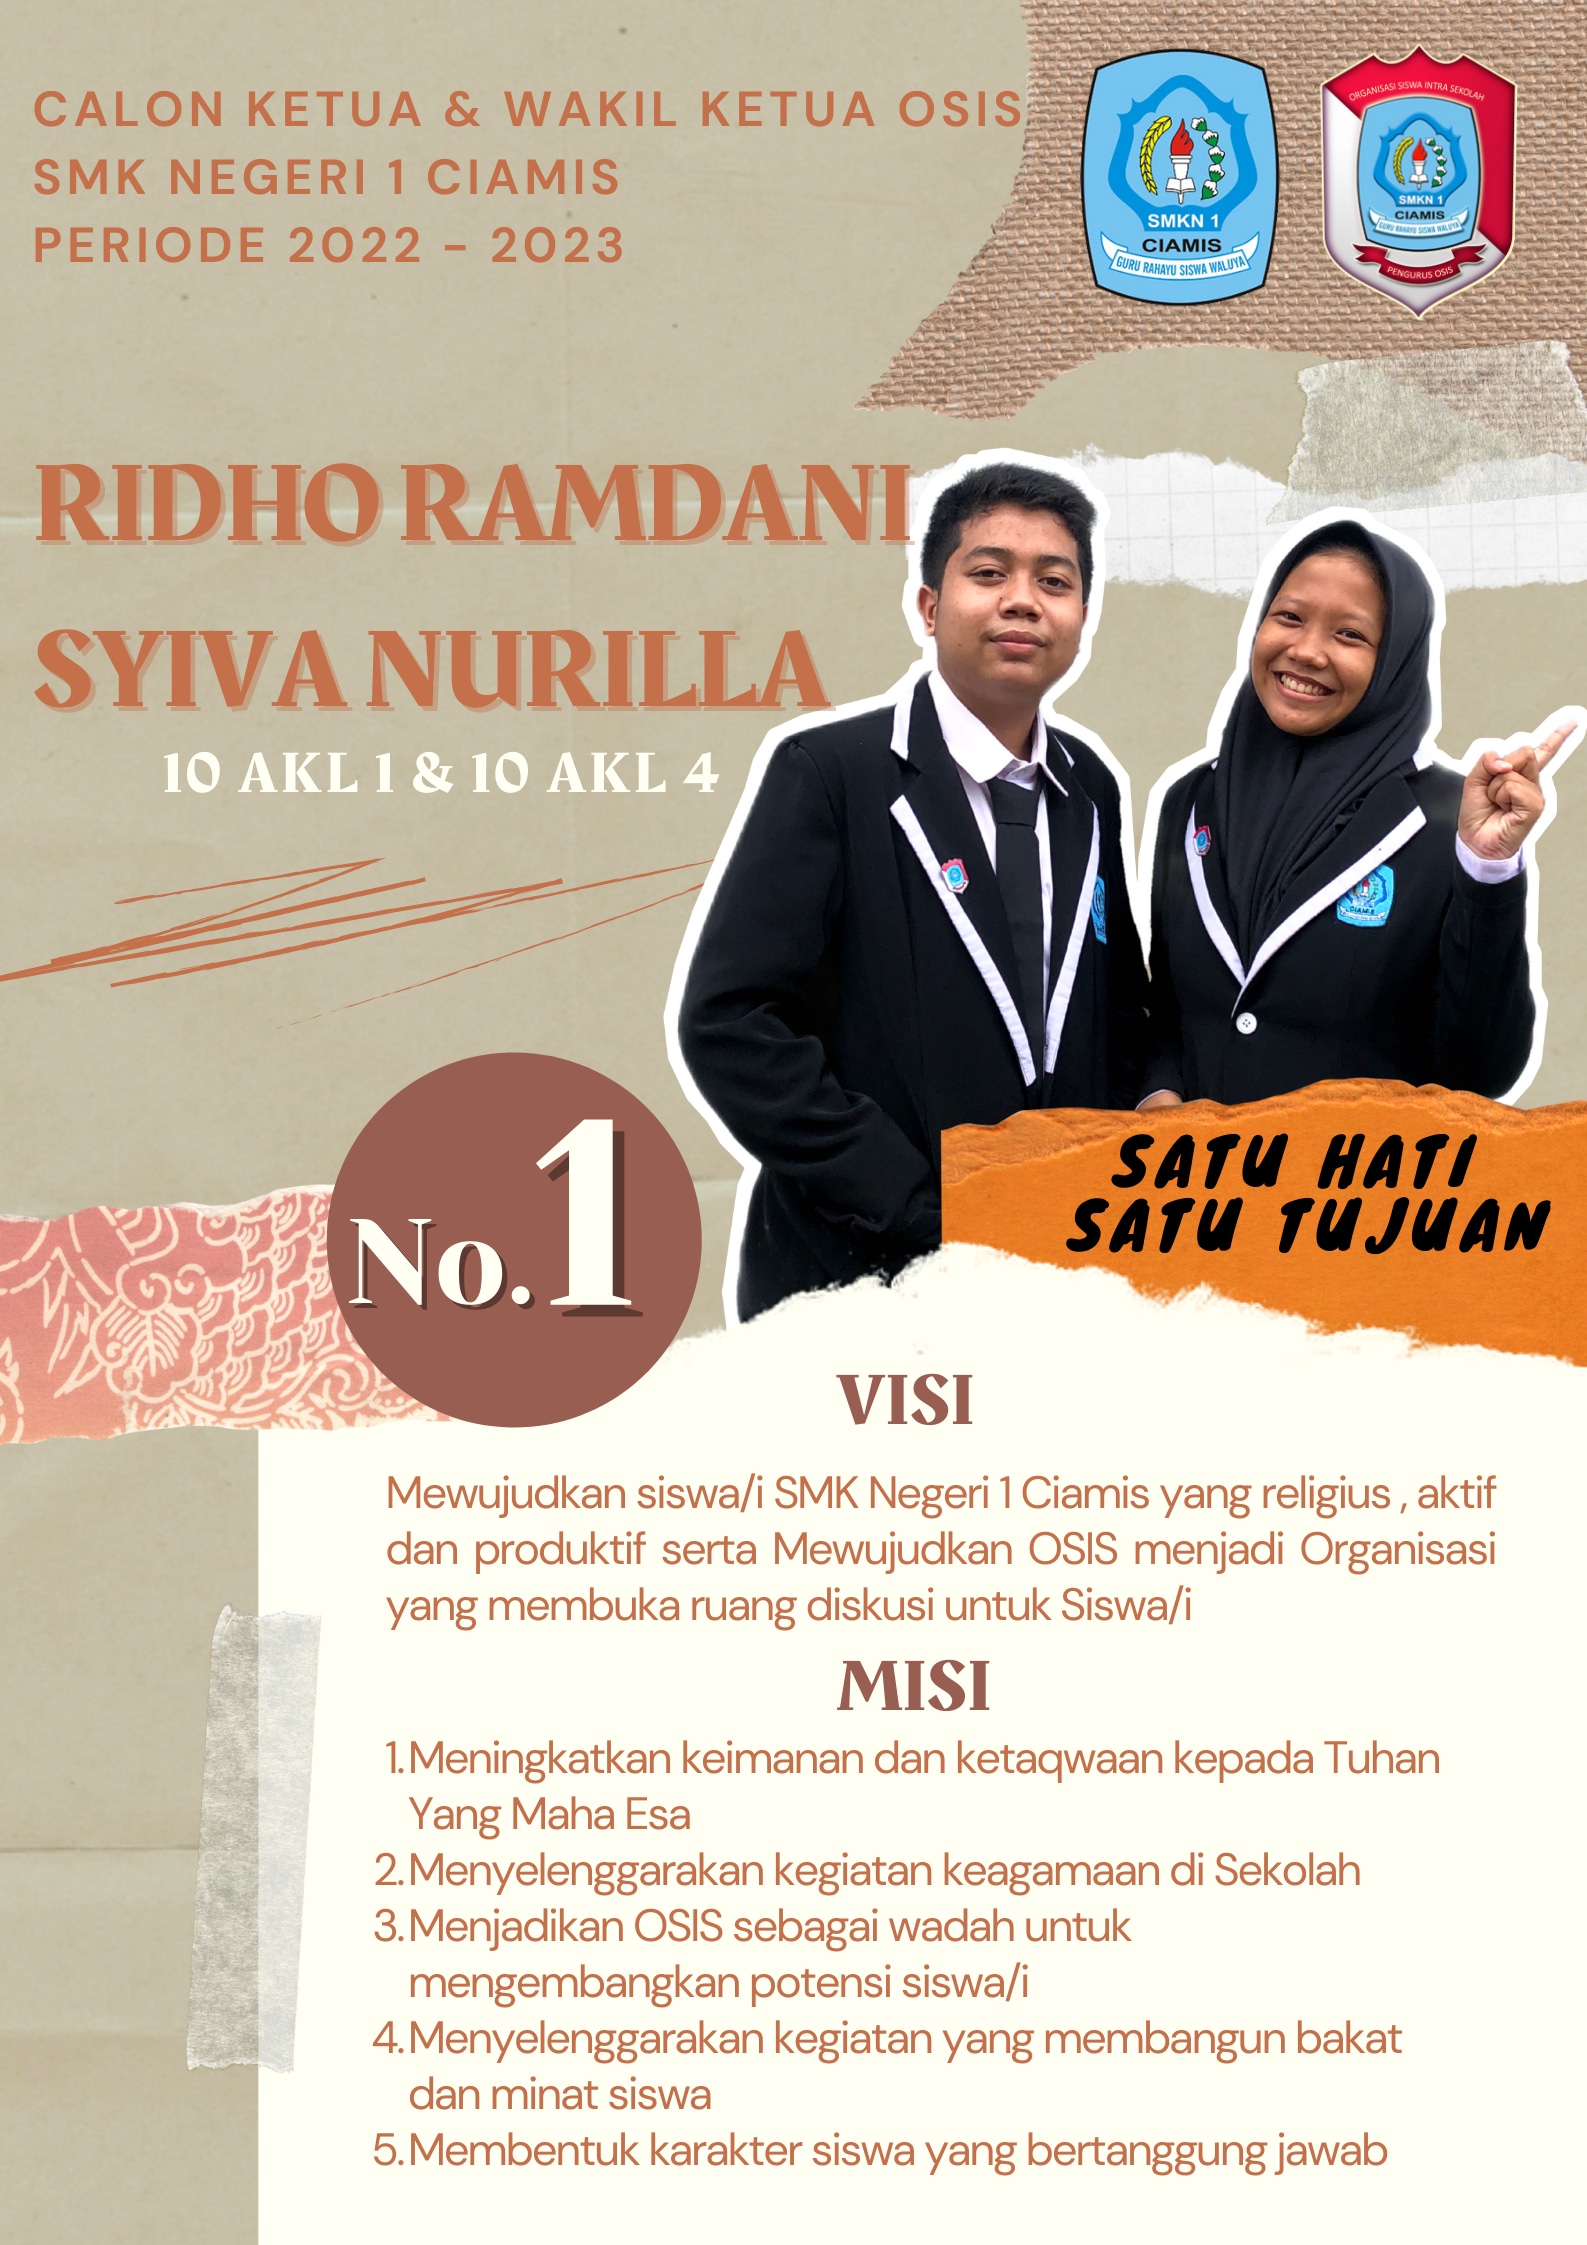 CALON KETUA & WAKIL KETUA OSIS
SMK NEGERI 1 CIAMIS
PERIODE 2022 - 2023
SMKN 1
CIAMIS
GURU RAHAYU SISWA WALUYA
ORGANISASI SISWA INTRA SEKOLAH
SMKN 1
CIAMIS
GURU RAHAYU SISWA WALUYA
PENGURUS OSIS
RIDHO RAMDANI
SYIVA NURILLA
10 AKL 1 & 10 AKL 4
CIAMIS
No.1
SATU HATI
SATU TUJUAN
VISI
Mewujudkan siswa/i SMK Negeri 1 Ciamis yang religius , aktif
dan produktif serta Mewujudkan OSIS menjadi Organisasi
yang membuka ruang diskusi untuk Siswa/i
MISI
1. Meningkatkan keimanan dan ketaqwaan kepada Tuhan
Yang Maha Esa
2. Menyelenggarakan kegiatan keagamaan di Sekolah
3. Menjadikan OSIS sebagai wadah untuk
mengembangkan potensi siswa/i
4. Menyelenggarakan kegiatan yang membangun bakat
dan minat siswa
5. Membentuk karakter siswa yang bertanggung jawab